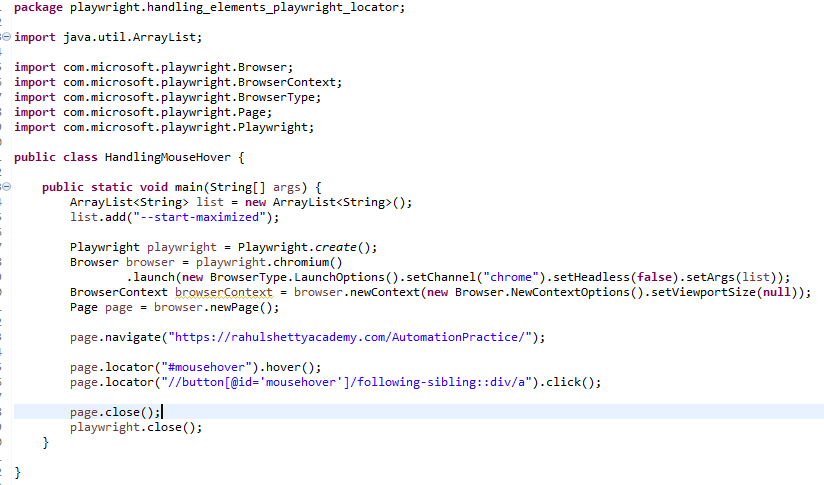 package playwright.handling_elements_playwright_locator;
import java.util.ArrayList;
import com.microsoft.playwright.Browser;
import com.microsoft.playwright.BrowserContext;
import com.microsoft.playwright.BrowserType;
import com.microsoft.playwright.Page;
import com.microsoft.playwright.Playwright;
public class HandlingMouseHover {
public static void main(String[] args) {
ArrayList<String> list = new ArrayList<String>();
list.add("--start-maximized");
Playwright playwright = Playwright.create();
Browser browser = playwright.chromium()
.launch(new BrowserType.LaunchOptions().setChannel("chrome").setHeadless(false).setArgs(list));
BrowserContext browserContext = browser.newContext(new Browser.NewContextOptions().setViewportSize(null));
Page page = browser.newPage();
page.navigate("https://rahulshettyacademy.com/AutomationPractice/");
page.locator("#mousehover").hover();
page.locator("//button[@id='mousehover']/following-sibling::div/a").click();
page.close();
playwright.close();
}
}